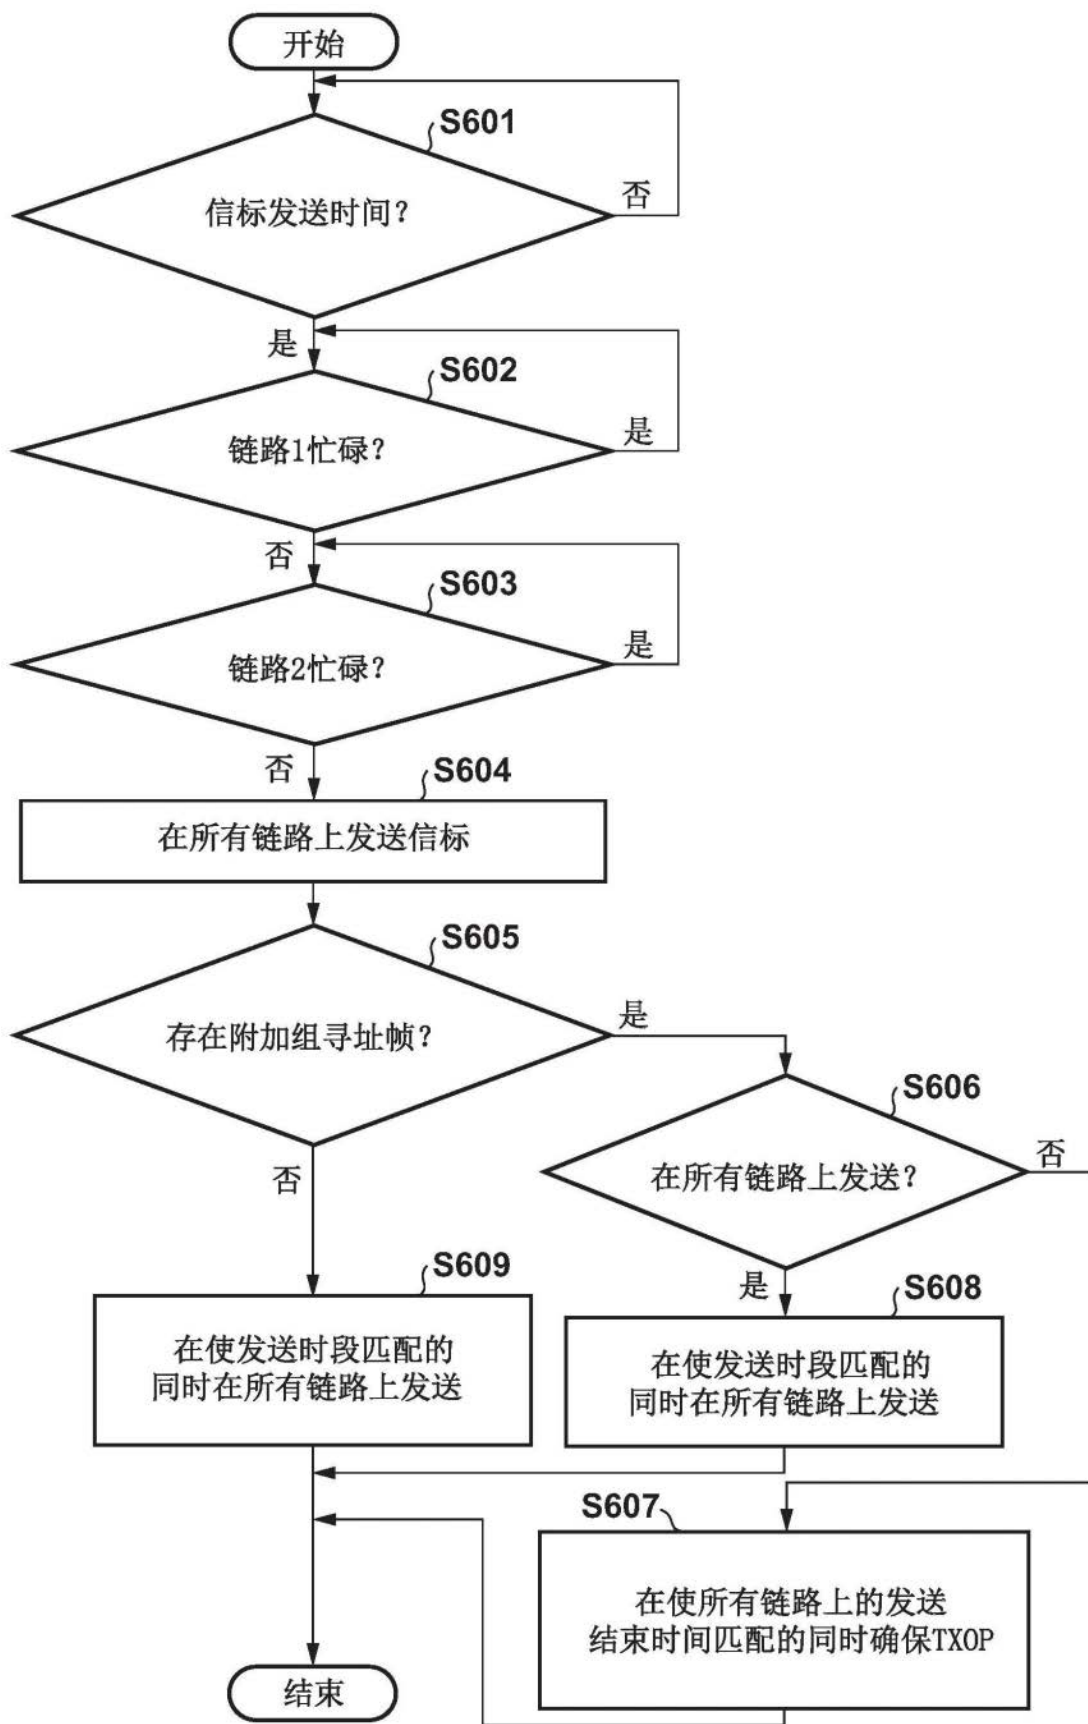 开始
S601
信标发送时间?
否
是
S602
链路1忙碌?
是
否
S603
链路2忙碌?
是
否
S604
在所有链路上发送信标
S605
存在附加组寻址帧?
是
否
S606
在所有链路上发送?
否
是
S609
在使发送时段匹配的
同时在所有链路上发送
S608
在使发送时段匹配的
同时在所有链路上发送
S607
在使所有链路上的发送
结束时间匹配的同时确保TXOP
结束